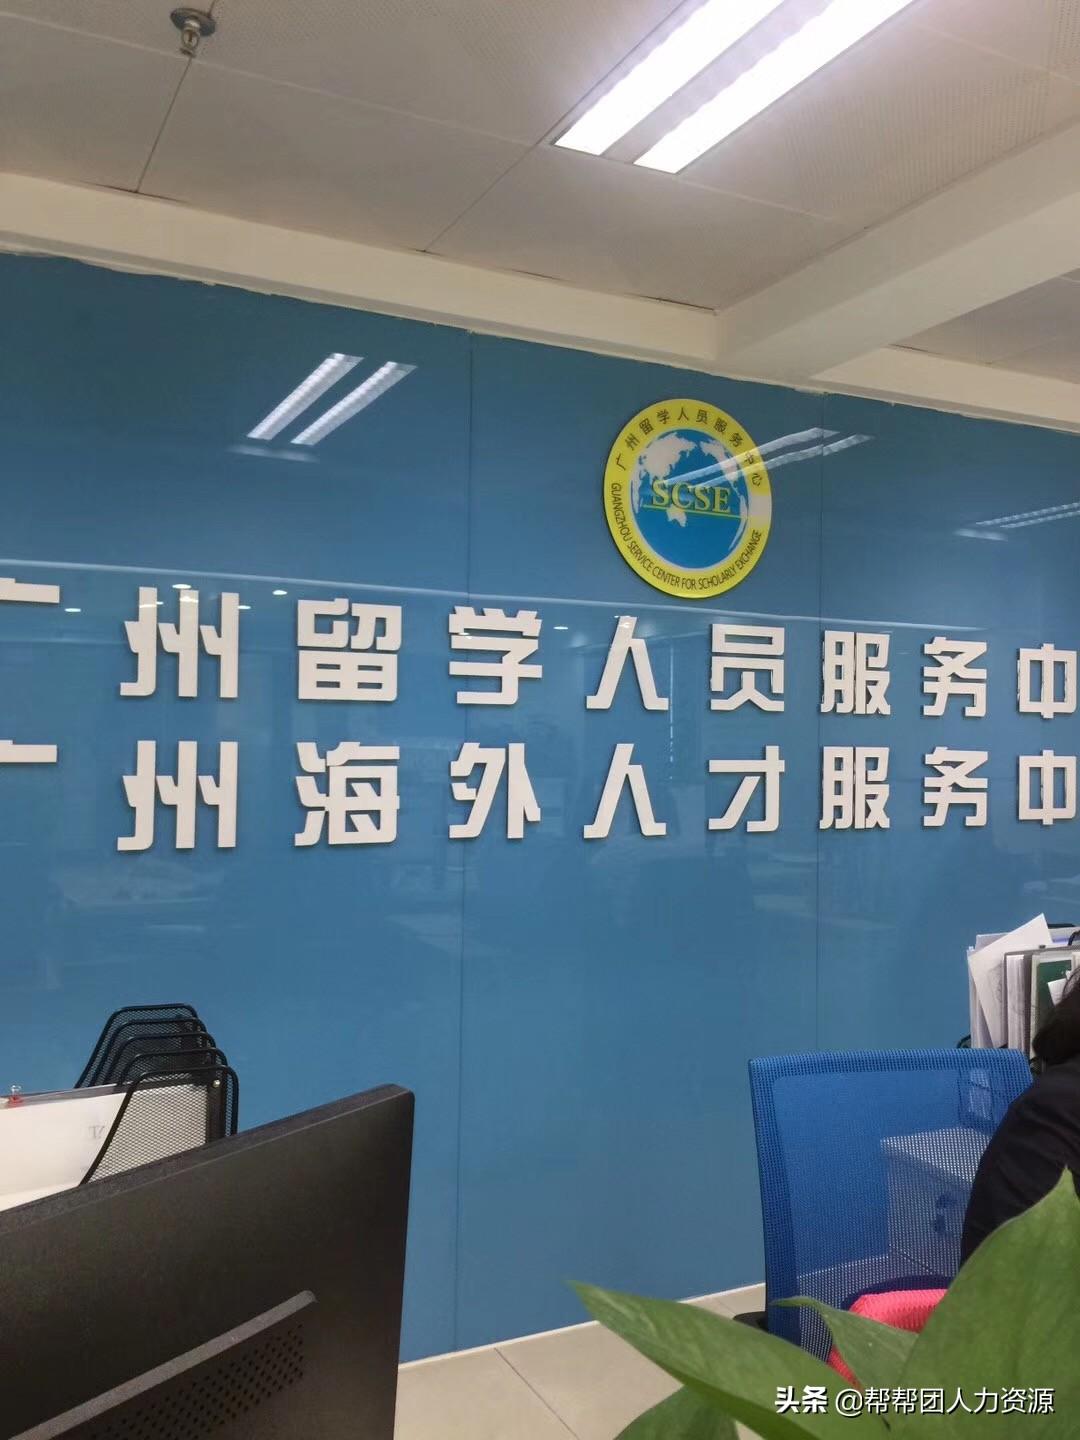 广州留学人员服务中心
SCSE
GUANGZHOU SERVICE CENTER FOR SCHOLARLY EXCHANGE
广州留学人员服务中
广州海外人才服务中
头条 @帮帮团人力资源